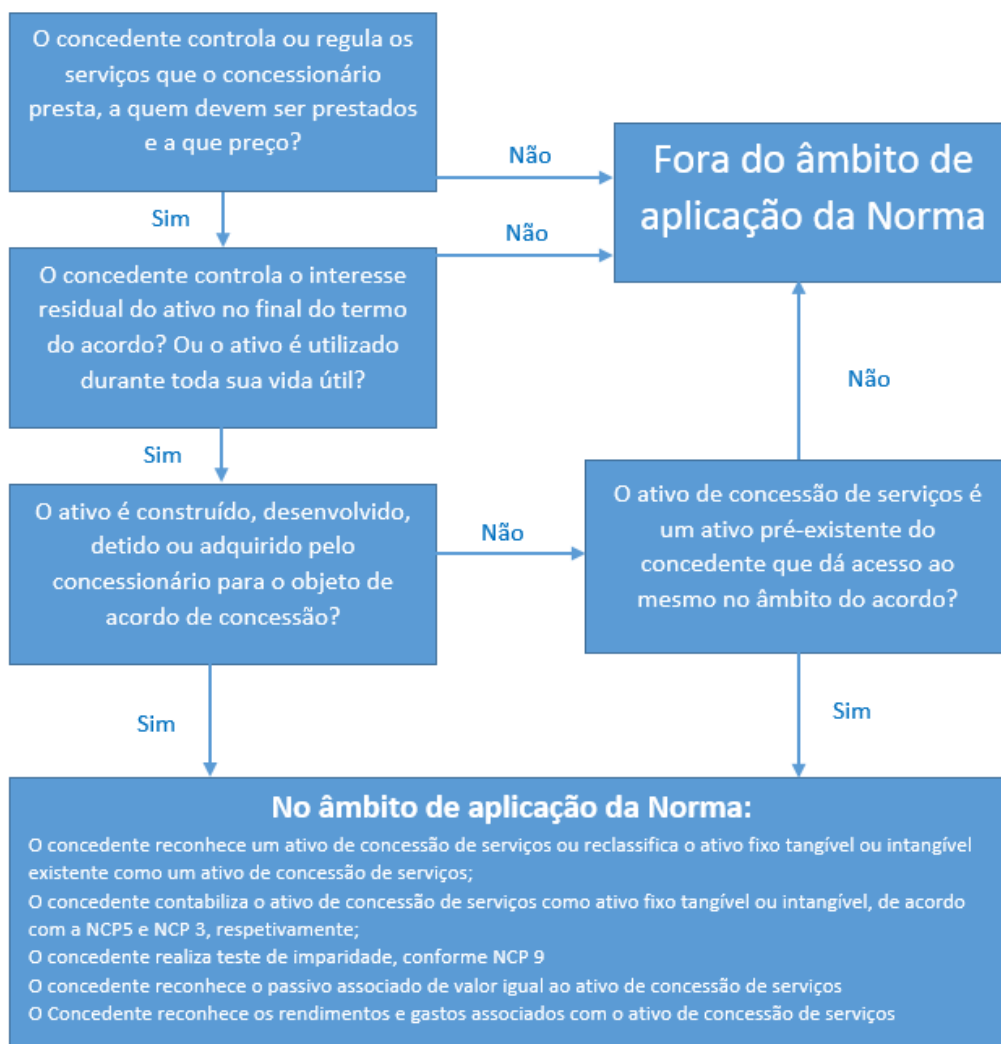 O concedente controla ou regula os
serviços que o concessionário
presta, a quem devem ser prestados
e a que preço?
Não
Fora do âmbito de
aplicação da Norma
Sim
Não
O concedente controla o interesse
residual do ativo no final do termo
do acordo? Ou o ativo é utilizado
durante toda sua vida útil?
Não
Sim
O ativo é construído, desenvolvido,
detido ou adquirido pelo
concessionário para o objeto de
acordo de concessão?
Não
O ativo de concessão de serviços é
um ativo pré-existente do
concedente que dá acesso ao
mesmo no âmbito do acordo?
Sim
Sim
No âmbito de aplicação da Norma:
O concedente reconhece um ativo de concessão de serviços ou reclassifica o ativo fixo tangível ou intangível
existente como um ativo de concessão de serviços;
O concedente contabiliza o ativo de concessão de serviços como ativo fixo tangível ou intangível, de acordo
com a NCP5 e NCP 3, respetivamente;
O concedente realiza teste de imparidade, conforme NCP 9
O concedente reconhece o passivo associado de valor igual ao ativo de concessão de serviços
O Concedente reconhece os rendimentos e gastos associados com o ativo de concessão de serviços